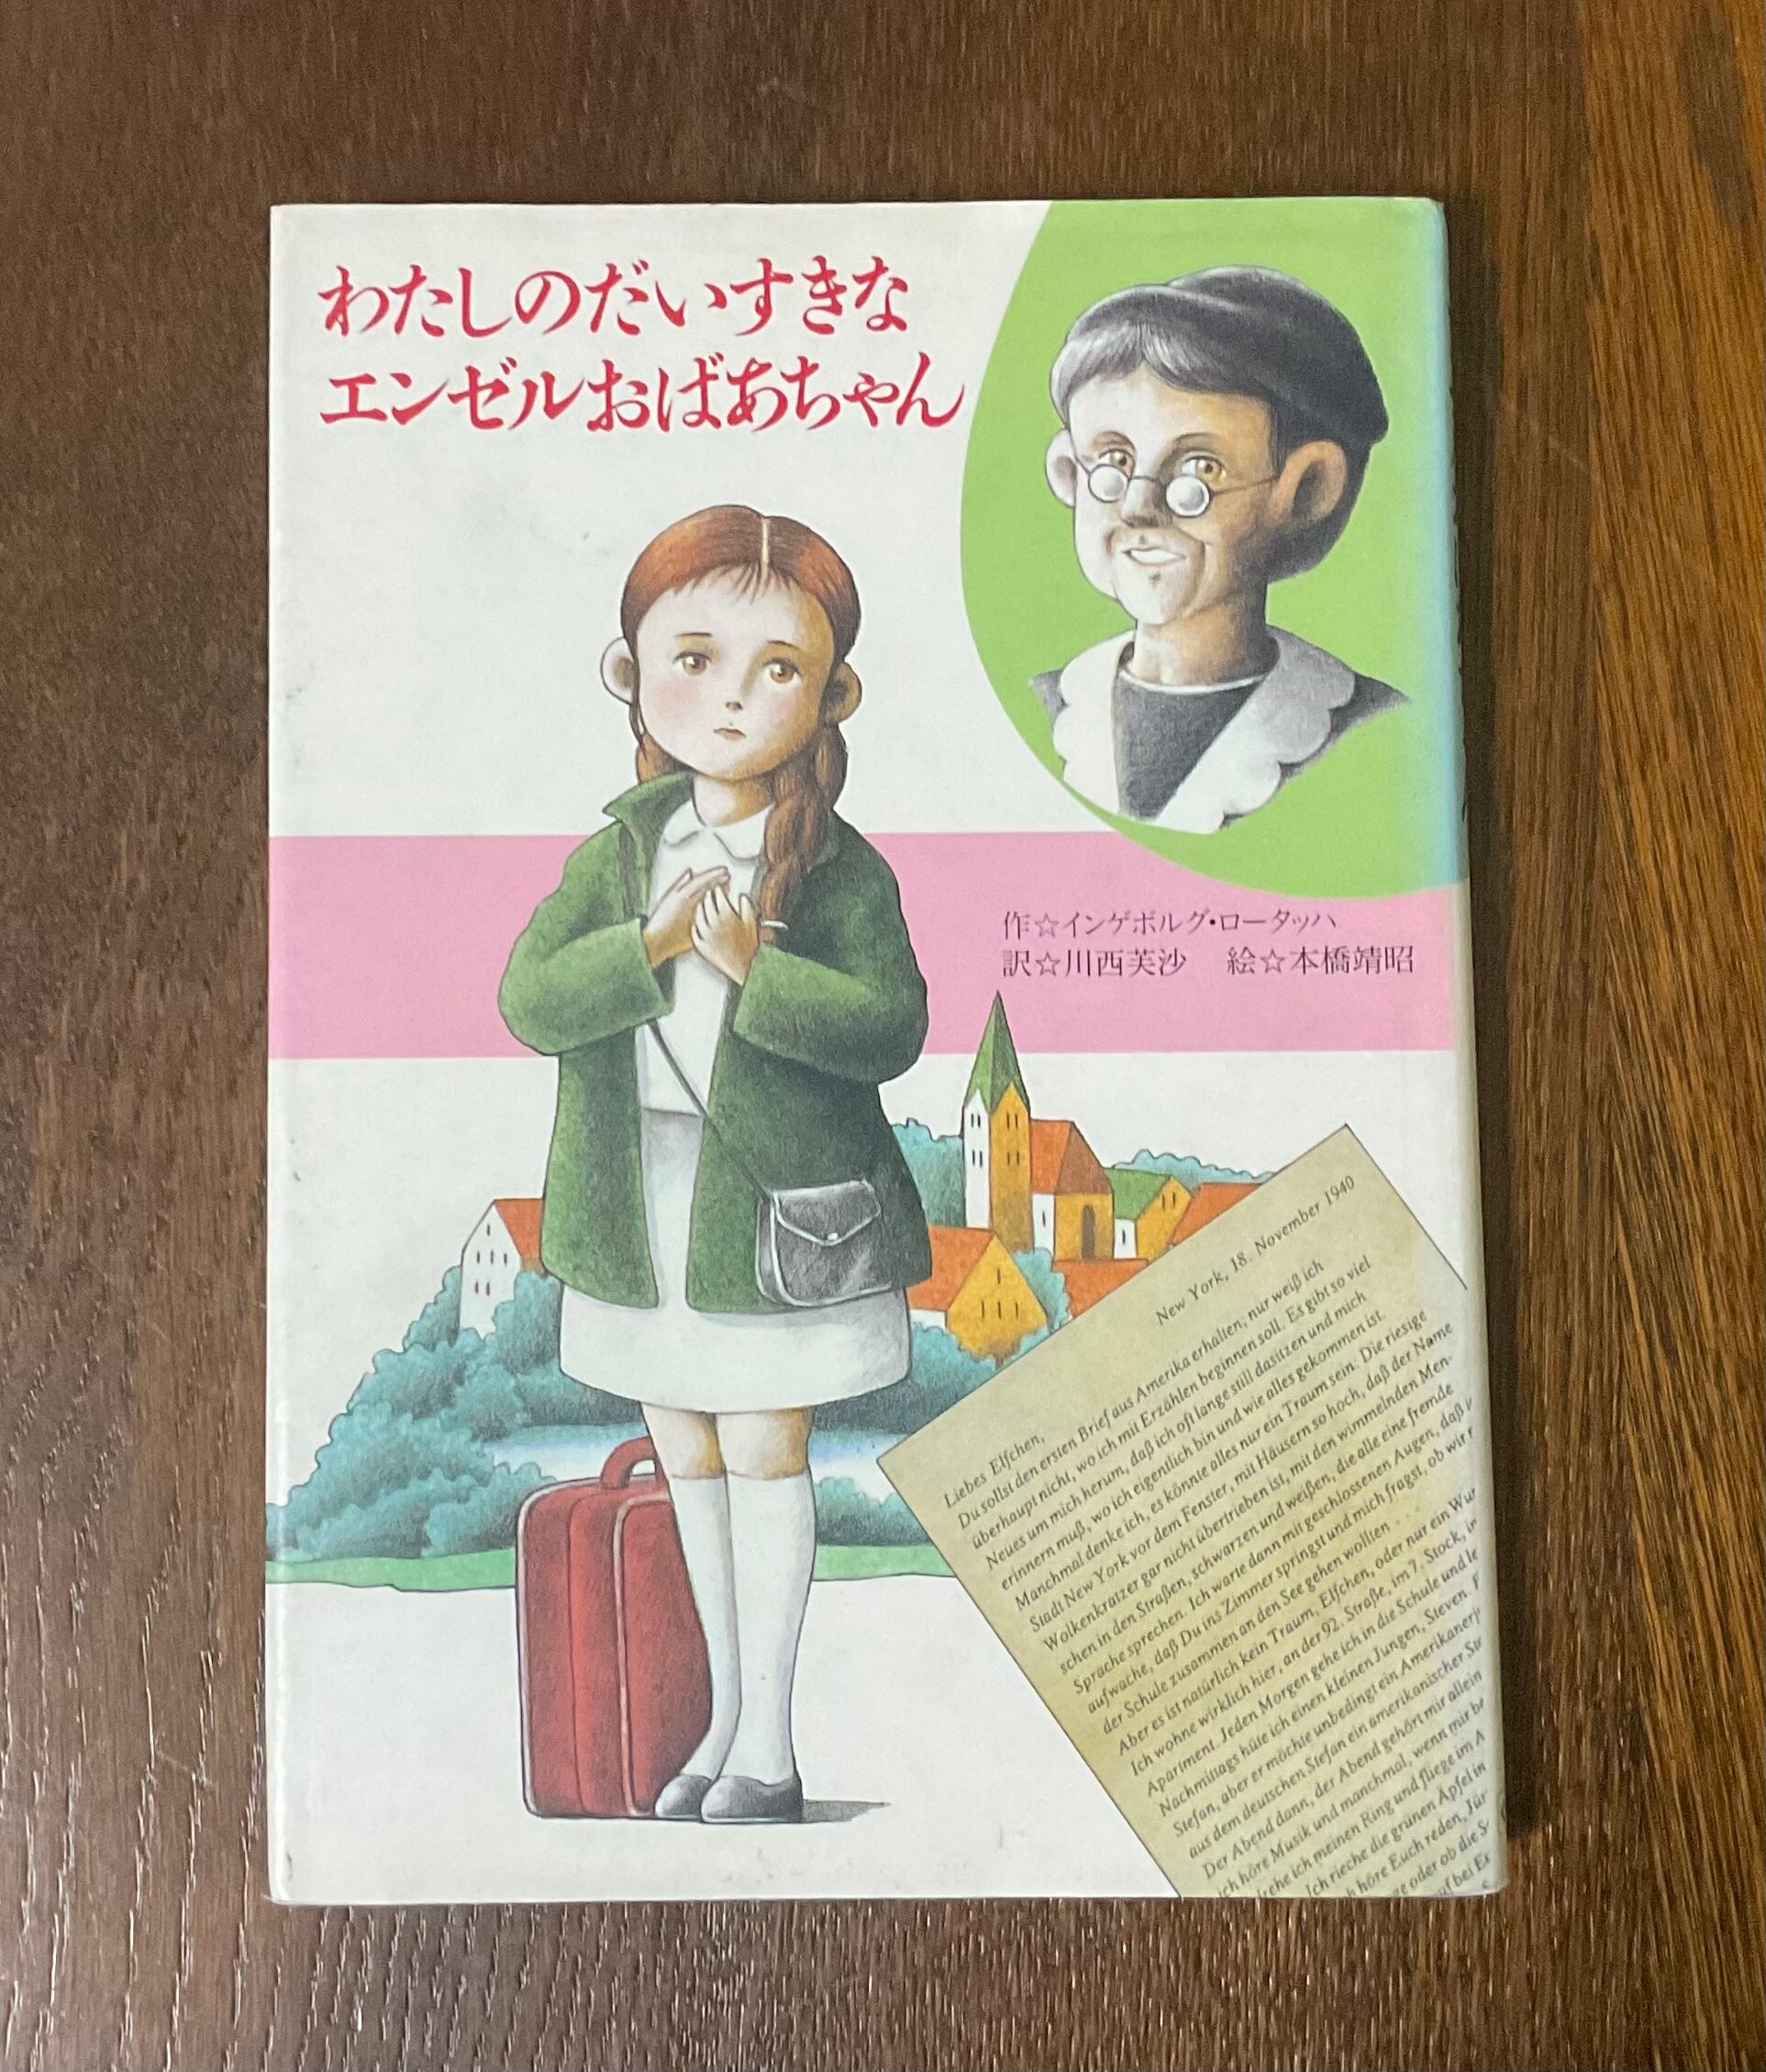 わたしのだいすきな
エンゼルおばあちゃん
作☆インゲボルグ・ロータッハ
訳☆川西芙沙　絵☆本橋靖昭
New York, 18. November 1940
Liebes Elfchen,
Du sollst den ersten Brief aus Amerika erhalten; nur weiß ich
überhaupt nicht, wo ich mit Erzählen beginnen soll. Es gibt so viel
Neues um mich herum, daß ich oft lange still dasitzen und mich
erinnern muß, wo ich eigentlich bin und wie alles gekommen ist.
Manchmal denke ich, es könnte alles nur ein Traum sein. Die riesige
Stadt New York vor dem Fenster, mit Häusern so hoch, daß der Name
Wolkenkratzer gar nicht übertrieben ist, mit den wimmelnden Men-
schen in den Straßen, schwarzen und weißen, die alle eine fremde
Sprache sprechen. Ich warte dann mit geschlossenen Augen, daß
aufwache, daß Du ins Zimmer springst und mich fragst, ob wir
der Schule zusammen an den See gehen wollten
Aber es ist natürlich kein Traum, Elfchen, oder nur ein
Ich wohne wirklich hier, an der 92. Straße, im 7. Stock,
Apartment. Jeden Morgen gehe ich in die Schule und
Nachmittags hüte ich einen kleinen Jungen, Steven.
Stefan, aber er möchte unbedingt ein
aus dem deutschen Stefan ein amerikanischer
Der Abend dann, der Abend gehört mir allein
ich höre Musik und manchmal, wenn mir
ich meinen Ring und fliege im
Ich rieche die grünen Äpfel in
höre Euch reden,
oder ob die
auf bei